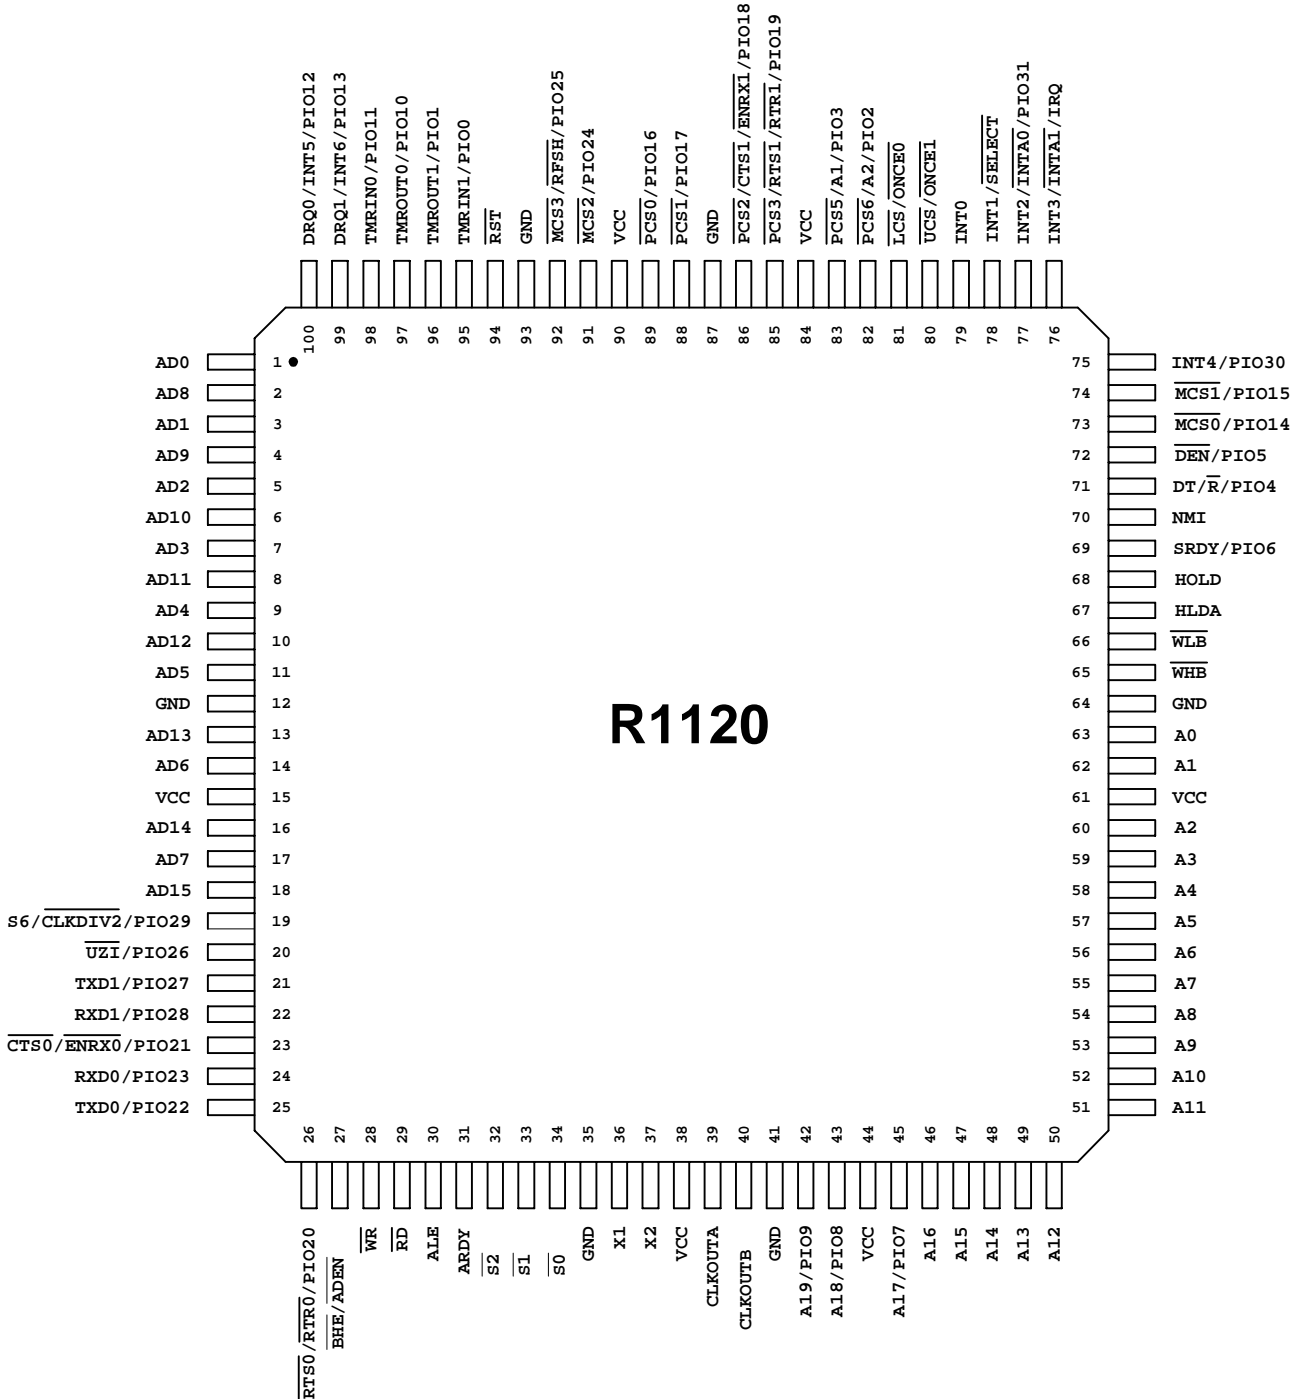 DRQ0/INT5/PIO12
DRQ1/INT6/PIO13
TMRIN0/PIO11
TMROUT0/PIO10
TMROUT1/PIO1
TMRIN1/PIO0
RST
GND
MCS3/RFSH/PIO25
MCS2/PIO24
VCC
PCS0/PIO16
PCS1/PIO17
GND
PCS2/CTS1/ENRX1/PIO18
PCS3/RTS1/RTR1/PIO19
VCC
PCS5/A1/PIO3
PCS6/A2/PIO2
LCS/ONCE0
UCS/ONCE1
INT0
INT1/SELECT
INT2/INTA0/PIO31
INT3/INTA1/IRQ
100 99 98 97 96 95 94 93 92 91 90 89 88 87 86 85 84 83 82 81 80 79 78 77 76
AD0 1 75 INT4/PIO30
AD8 2 74 MCS1/PIO15
AD1 3 73 MCS0/PIO14
AD9 4 72 DEN/PIO5
AD2 5 71 DT/R/PIO4
AD10 6 70 NMI
AD3 7 69 SRDY/PIO6
AD11 8 68 HOLD
AD4 9 67 HLDA
AD12 10 66 WLB
AD5 11 65 WHB
GND 12 64 GND
R1120
AD13 13 63 A0
AD6 14 62 A1
VCC 15 61 VCC
AD14 16 60 A2
AD7 17 59 A3
AD15 18 58 A4
S6/CLKDIV2/PIO29 19 57 A5
UZI/PIO26 20 56 A6
TXD1/PIO27 21 55 A7
RXD1/PIO28 22 54 A8
CTS0/ENRX0/PIO21 23 53 A9
RXD0/PIO23 24 52 A10
TXD0/PIO22 25 51 A11
26 27 28 29 30 31 32 33 34 35 36 37 38 39 40 41 42 43 44 45 46 47 48 49 50
RTS0/RTR0/PIO20
BHE/ADEN
WR
RD
ALE
ARDY
S2
S1
S0
GND
X1
X2
VCC
CLKOUTA
CLKOUTB
GND
A19/PIO9
A18/PIO8
VCC
A17/PIO7
A16
A15
A14
A13
A12